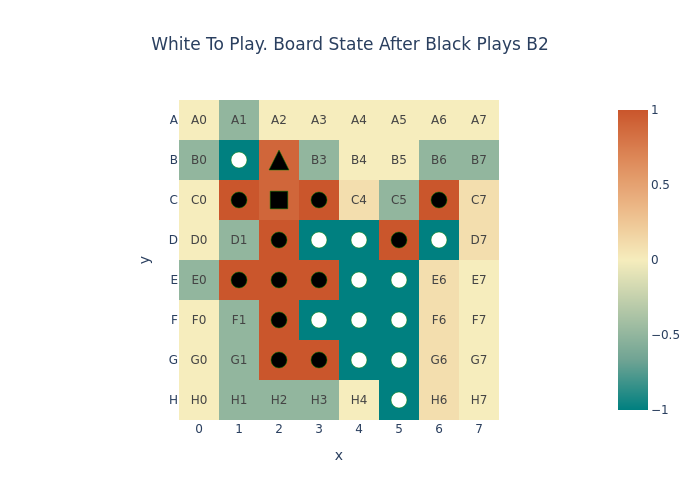 White To Play. Board State After Black Plays B2
A A0 A1 A2 A3 A4 A5 A6 A7
B B0 B3 B4 B5 B6 B7
C C0 C4 C5 C7
D D0 D1 D7
E E0 E6 E7
F F0 F1 F6 F7
G G0 G1 G6 G7
H H0 H1 H2 H3 H4 H6 H7
0 1 2 3 4 5 6 7
x
y
1
0.5
0
−0.5
−1